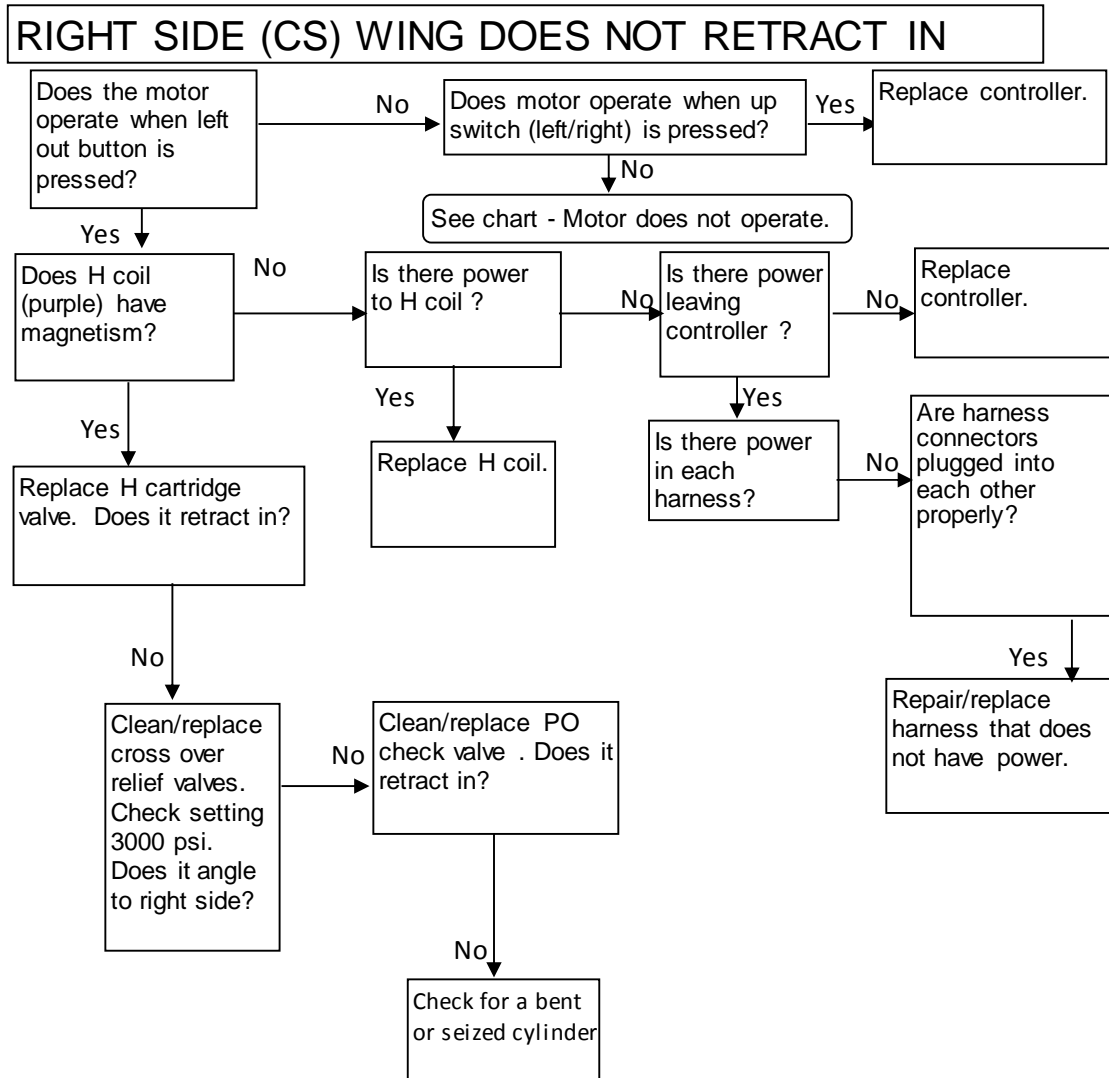 RIGHT SIDE (CS) WING DOES NOT RETRACT IN
Does the motor
operate when left
out button is
pressed?
No
Does motor operate when up
switch (left/right) is pressed?
Yes
Replace controller.
No
See chart - Motor does not operate.
Yes
Does H coil
(purple) have
magnetism?
No
Is there power
to H coil ?
No
Is there power
leaving
controller ?
No
Replace
controller.
Yes
Replace H coil.
Yes
Is there power
in each
harness?
No
Are harness
connectors
plugged into
each other
properly?
Yes
Repair/replace
harness that does
not have power.
Yes
Replace H cartridge
valve. Does it retract in?
No
Clean/replace
cross over
relief valves.
Check setting
3000 psi.
Does it angle
to right side?
No
Clean/replace PO
check valve . Does it
retract in?
No
Check for a bent
or seized cylinder